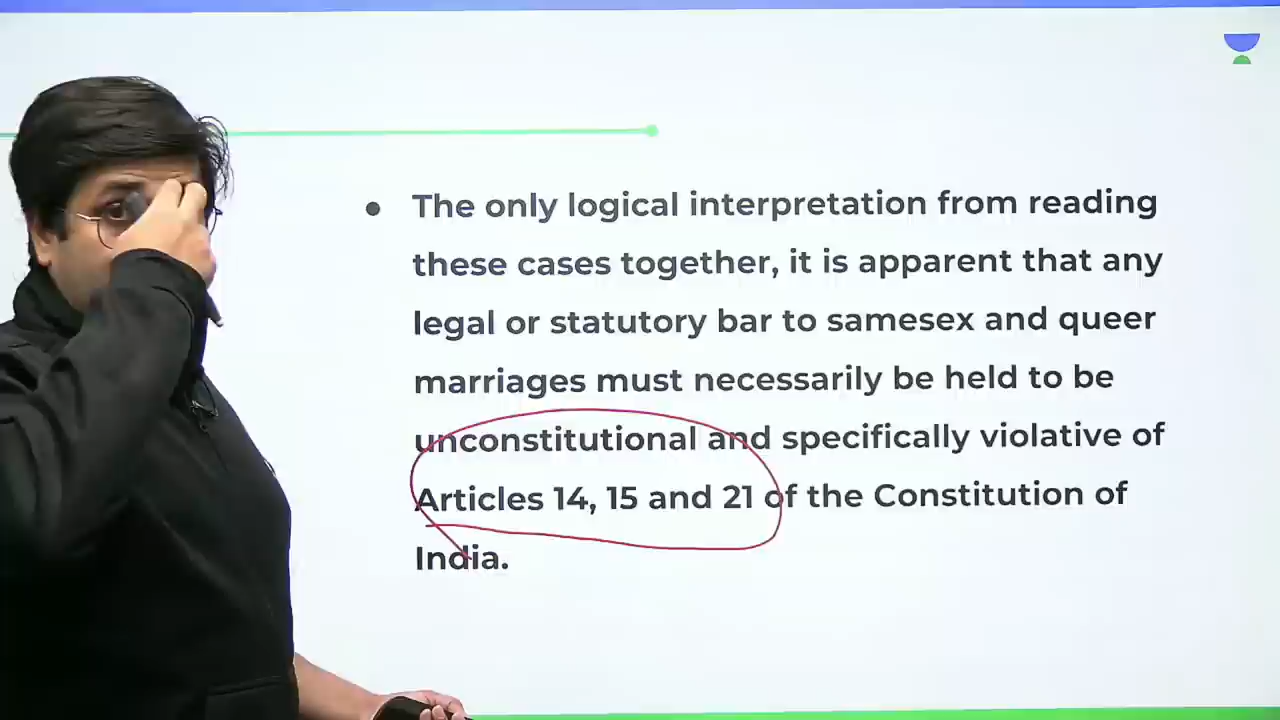 ● The only logical interpretation from reading
these cases together, it is apparent that any
legal or statutory bar to samesex and queer
marriages must necessarily be held to be
unconstitutional and specifically violative of
Articles 14, 15 and 21 of the Constitution of
India.